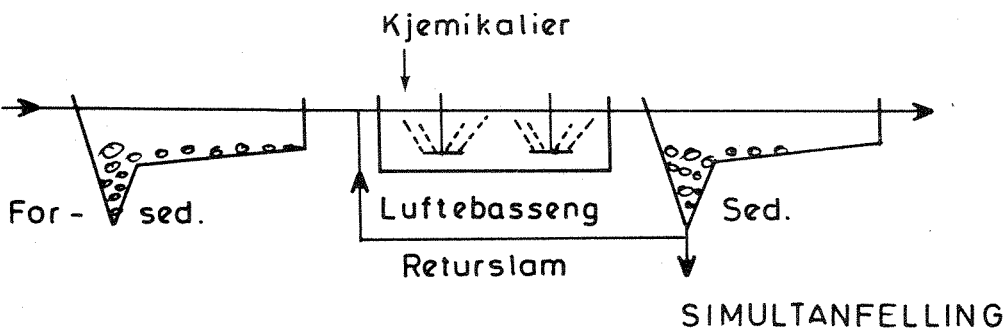 Kjemikalier
For - sed.
Luftebasseng
Sed.
Returslam
SIMULTANFELLING